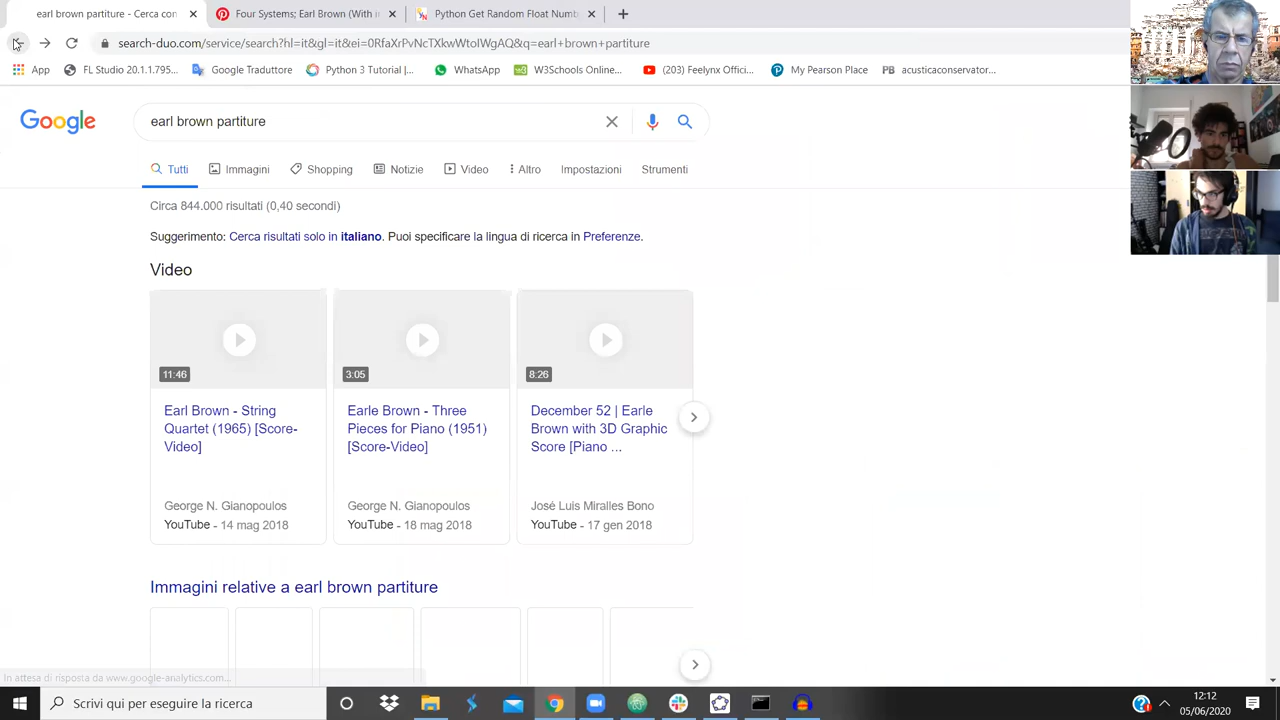 earl brown partiture - Cerca con
Four Systems; Earl Brown (With i
Python Get Random Float Numb
search-duo.com/service/search?hl=it&gl=it&ei=
&q=earl+brown+partiture
App
FL Studio 20.1.1.795...
Google Traduttore
Python 3 Tutorial |...
WhatsApp
W3Schools Online...
(203) Feelynx Offici...
My Pearson Place
PB
acusticaconservator...
Google
earl brown partiture
Tutti
Immagini
Shopping
Notizie
Video
Altro
Impostazioni
Strumenti
Circa 844.000 risultati (0,40 secondi)
Suggerimento: Cerca risultati solo in italiano. Puoi specificare la lingua di ricerca in Preferenze.
Video
11:46
3:05
8:26
Earl Brown - String
Quartet (1965) [Score-
Video]
Earle Brown - Three
Pieces for Piano (1951)
[Score-Video]
December 52 | Earle
Brown with 3D Graphic
Score [Piano ...
George N. Gianopoulos
YouTube - 14 mag 2018
George N. Gianopoulos
YouTube - 18 mag 2018
José Luis Miralles Bono
YouTube - 17 gen 2018
Immagini relative a earl brown partiture
In attesa di risposta da www.google-analytics.com...
Scrivi qui per eseguire la ricerca
12:12
05/06/2020